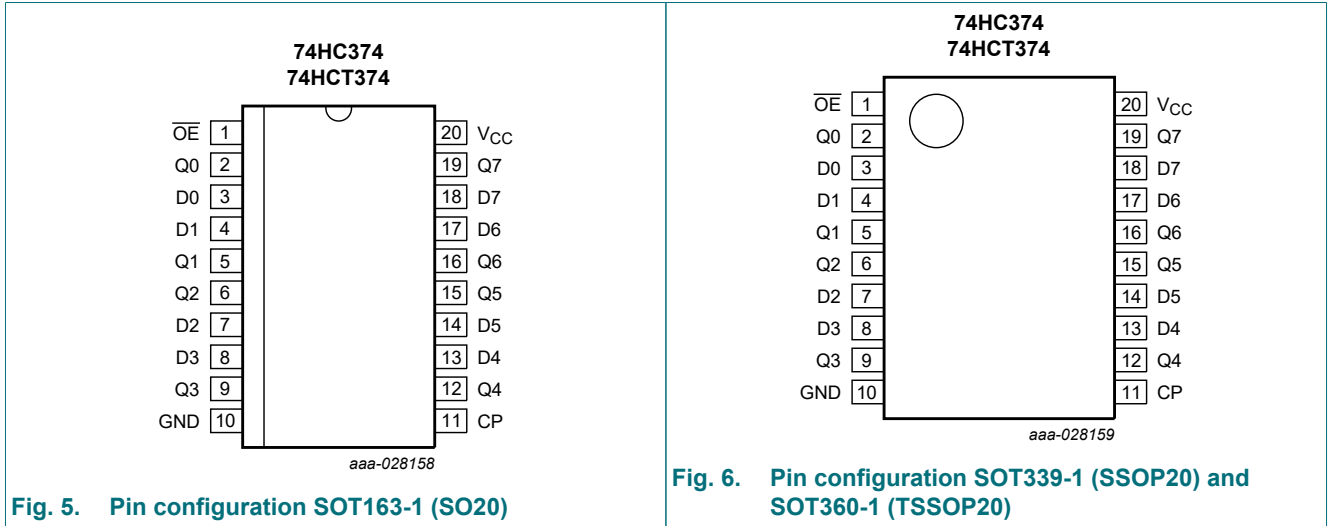 74HC374
74HCT374
OE 1 20 VCC
Q0 2 19 Q7
D0 3 18 D7
D1 4 17 D6
Q1 5 16 Q6
Q2 6 15 Q5
D2 7 14 D5
D3 8 13 D4
Q3 9 12 Q4
GND 10 11 CP
aaa-028158
Fig. 5. Pin configuration SOT163-1 (SO20)
74HC374
74HCT374
OE 1 20 VCC
Q0 2 19 Q7
D0 3 18 D7
D1 4 17 D6
Q1 5 16 Q6
Q2 6 15 Q5
D2 7 14 D5
D3 8 13 D4
Q3 9 12 Q4
GND 10 11 CP
aaa-028159
Fig. 6. Pin configuration SOT339-1 (SSOP20) and
SOT360-1 (TSSOP20)